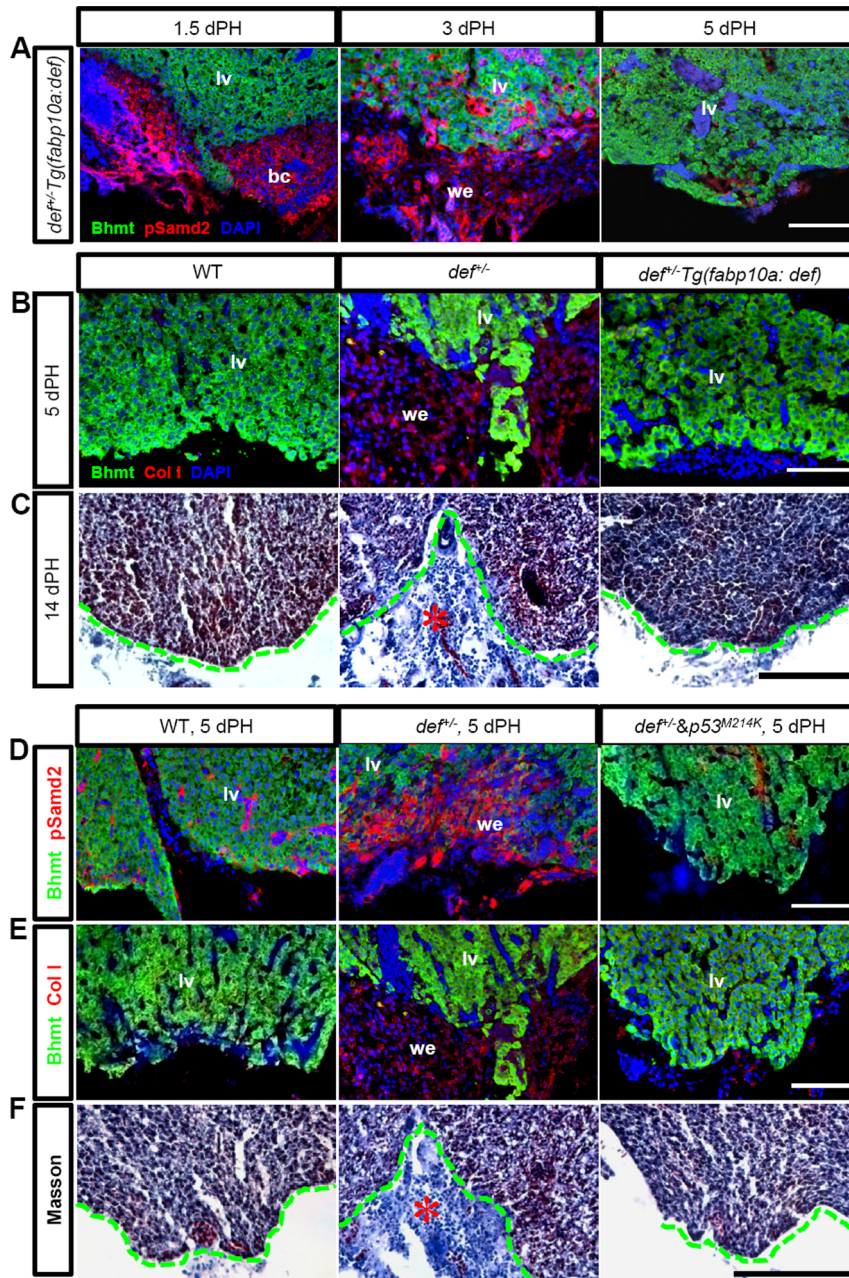 1.5 dPH 3 dPH 5 dPH
A
def+/-Tg(fabp10a:def)
lv lv lv
bc we
Bhmt pSamd2 DAPI
WT def+/- def+/-Tg(fabp10a: def)
B
5 dPH
lv lv lv
we
Bhmt Col I DAPI
C
14 dPH
*
WT, 5 dPH def+/-, 5 dPH def+/-&p53M214K, 5 dPH
D
Bhmt pSamd2
lv lv lv
we
E
Bhmt Col I
lv lv lv
we
F
Masson
*